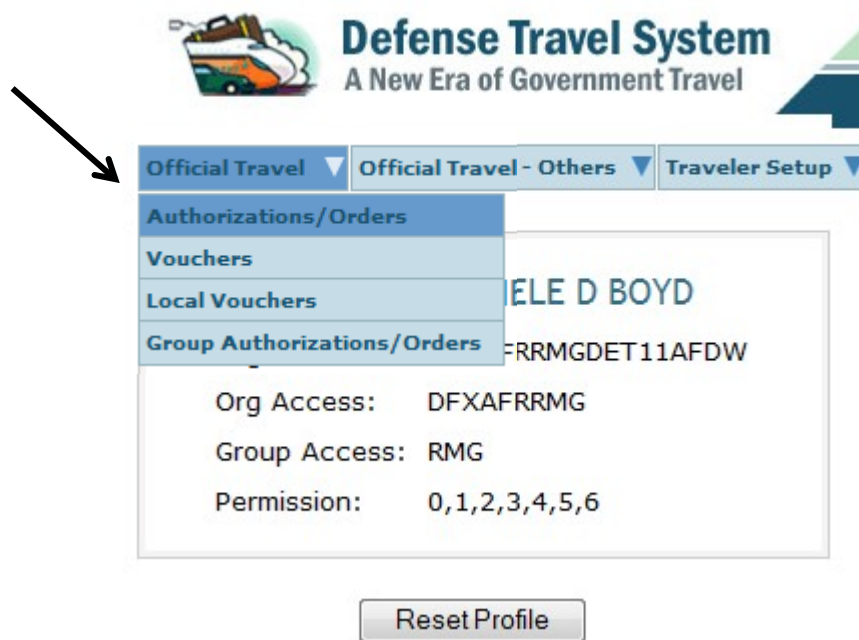 Defense Travel System
A New Era of Government Travel
Official Travel Official Travel - Others Traveler Setup
Authorizations/Orders
Vouchers
Local Vouchers
ELE D BOYD
Group Authorizations/Orders
FRRMGDET11AFDW
Org Access: DFXAFRRMG
Group Access: RMG
Permission: 0,1,2,3,4,5,6
Reset Profile